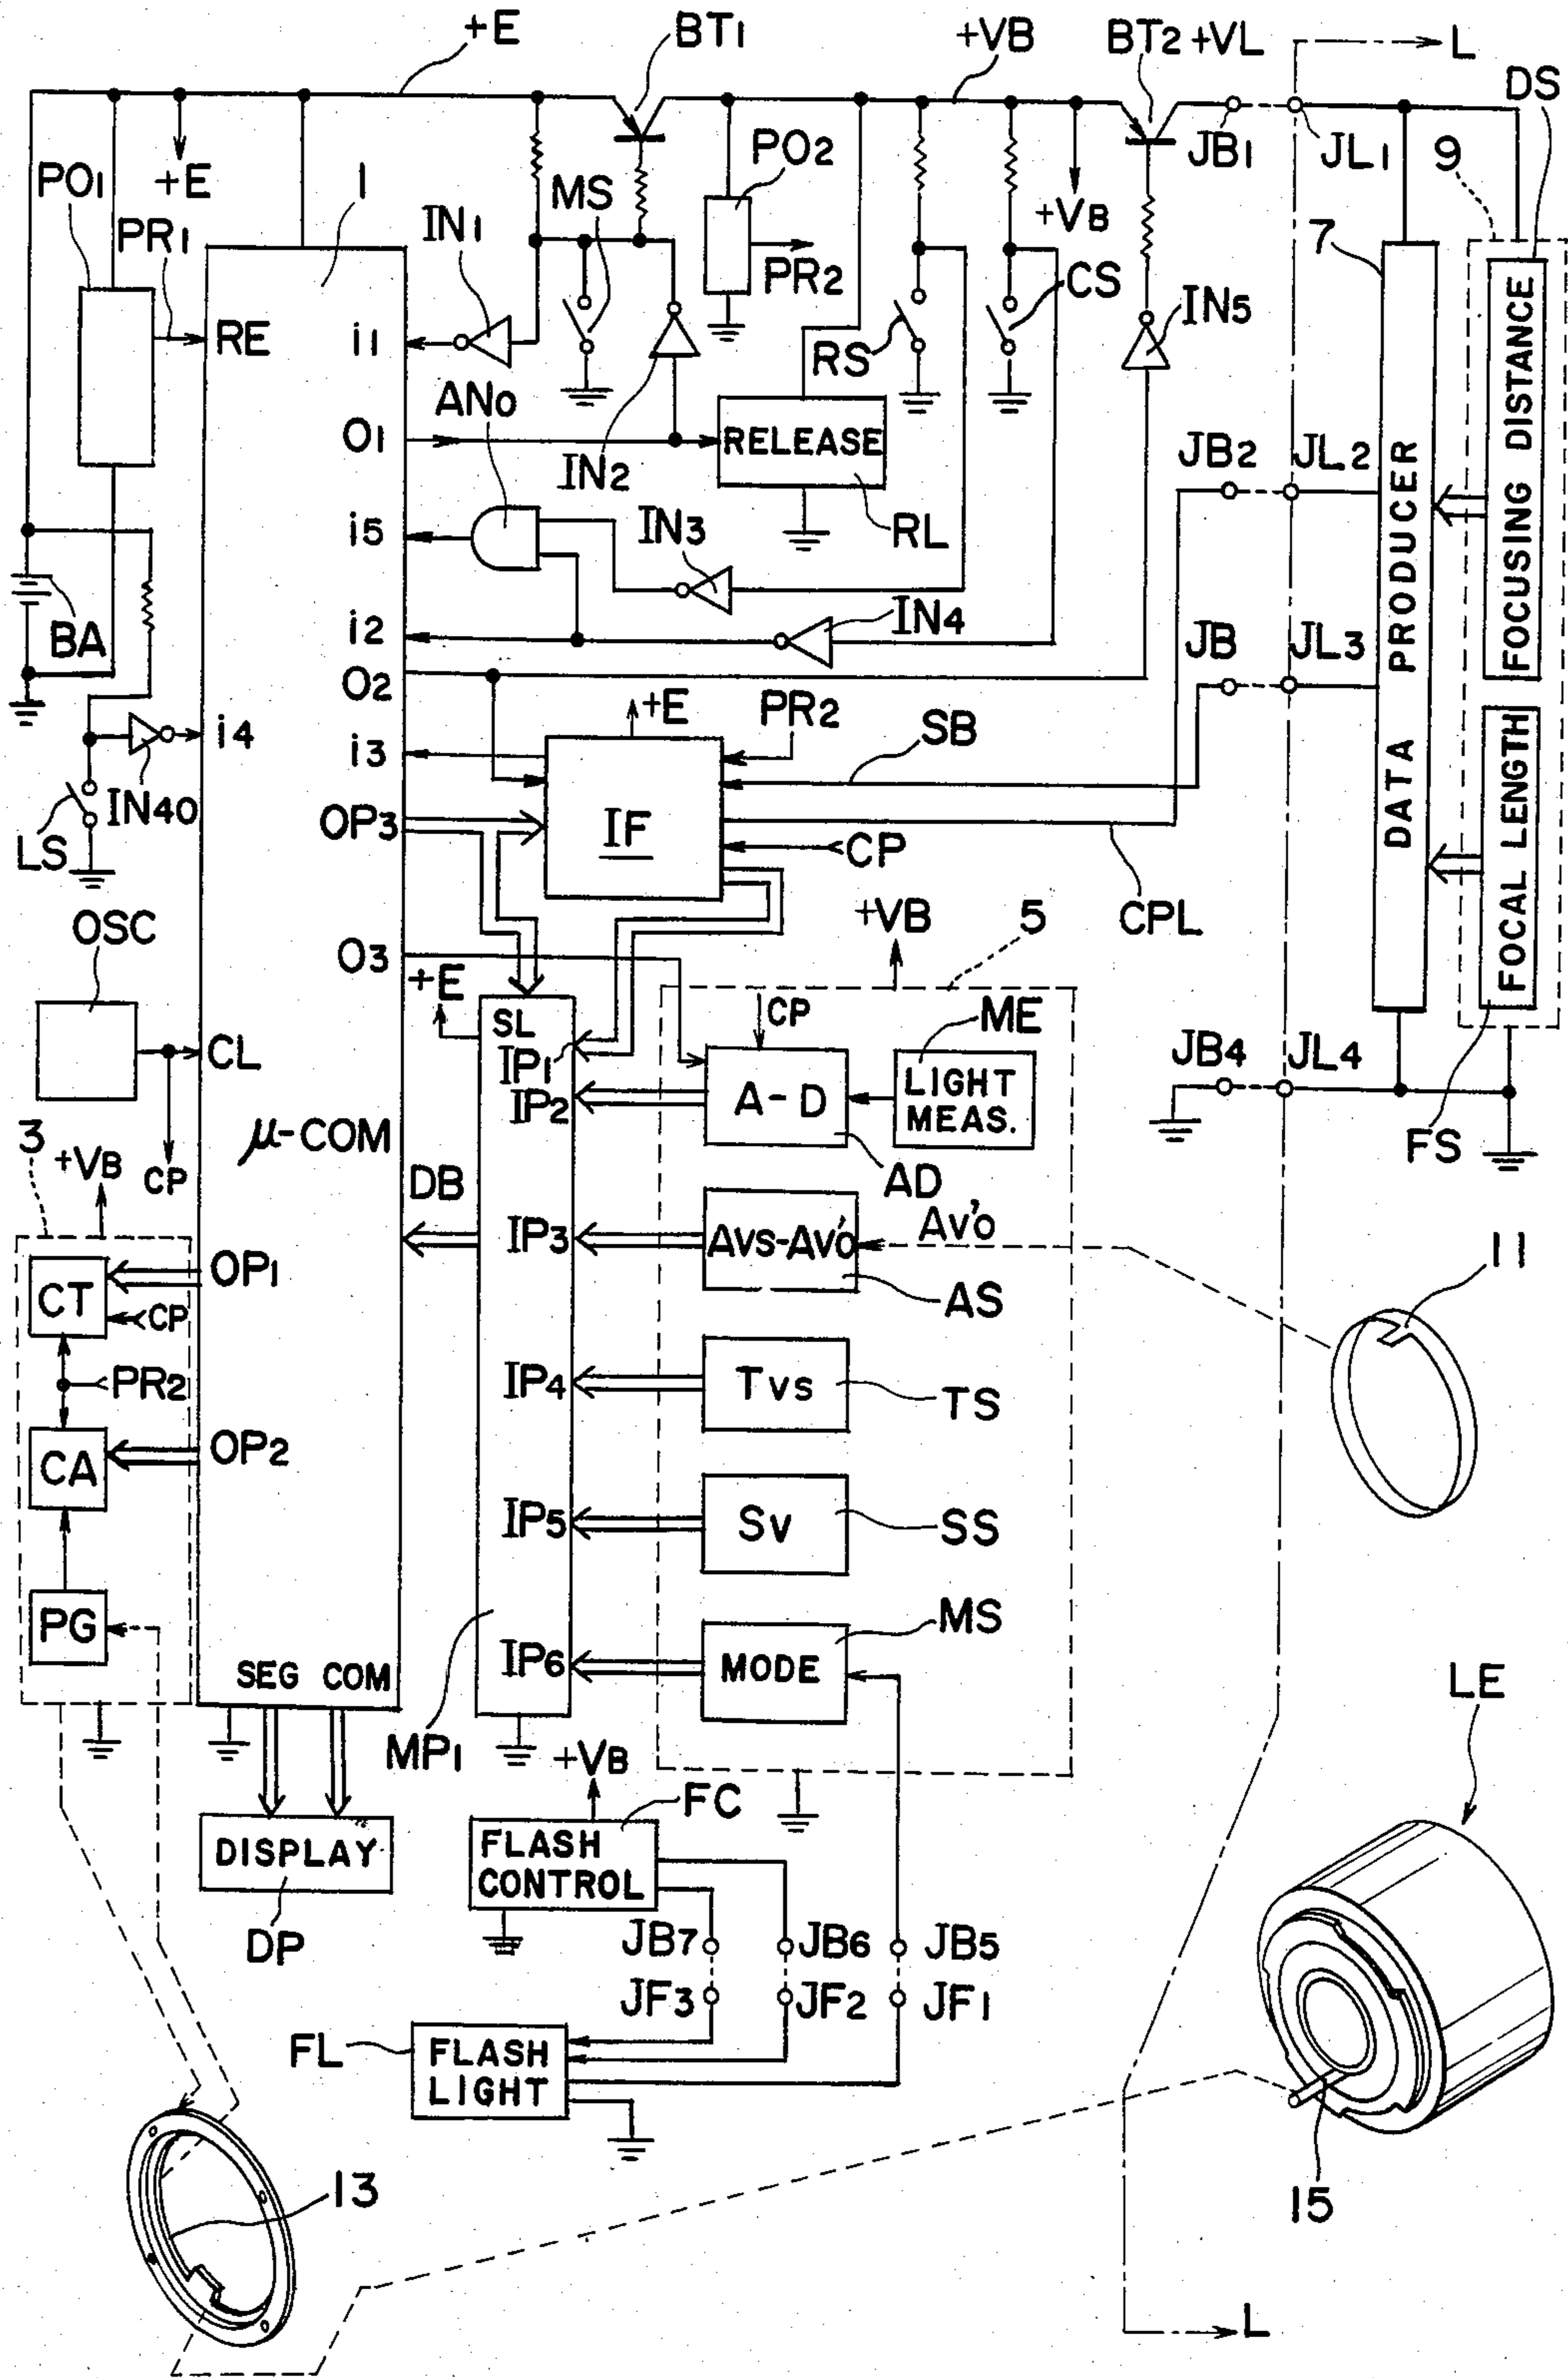 +E
BT1
+VB
BT2 +VL
L
DS
PO1
+E
1
PO2
JB1
JL1
9
PR1
IN1
MS
+VB
7
PR2
CS
IN5
RE
i1
RS
FOCUSING DISTANCE
AN0
O1
RELEASE
IN2
JB2
JL2
i5
IN3
RL
BA
i2
IN4
O2
JB
JL3
DATA PRODUCER
i4
+E
PR2
i3
SB
LS
IN40
OP3
IF
CP
FOCAL LENGTH
OSC
+VB
5
CPL
O3
+E
SL
CP
ME
IP1
CL
IP2
A-D
LIGHT
MEAS.
JB4
JL4
3
+VB
CP
μ-COM
DB
AD
FS
IP3
AVS-AV'0
AV'0
CT
OP1
CP
AS
11
PR2
IP4
TVS
TS
CA
OP2
IP5
SV
SS
PG
MS
SEG COM
IP6
MODE
LE
MP1
+VB
FC
DISPLAY
FLASH
CONTROL
DP
JB7
JB6
JB5
JF3
JF2
JF1
FL
FLASH
LIGHT
13
15
L